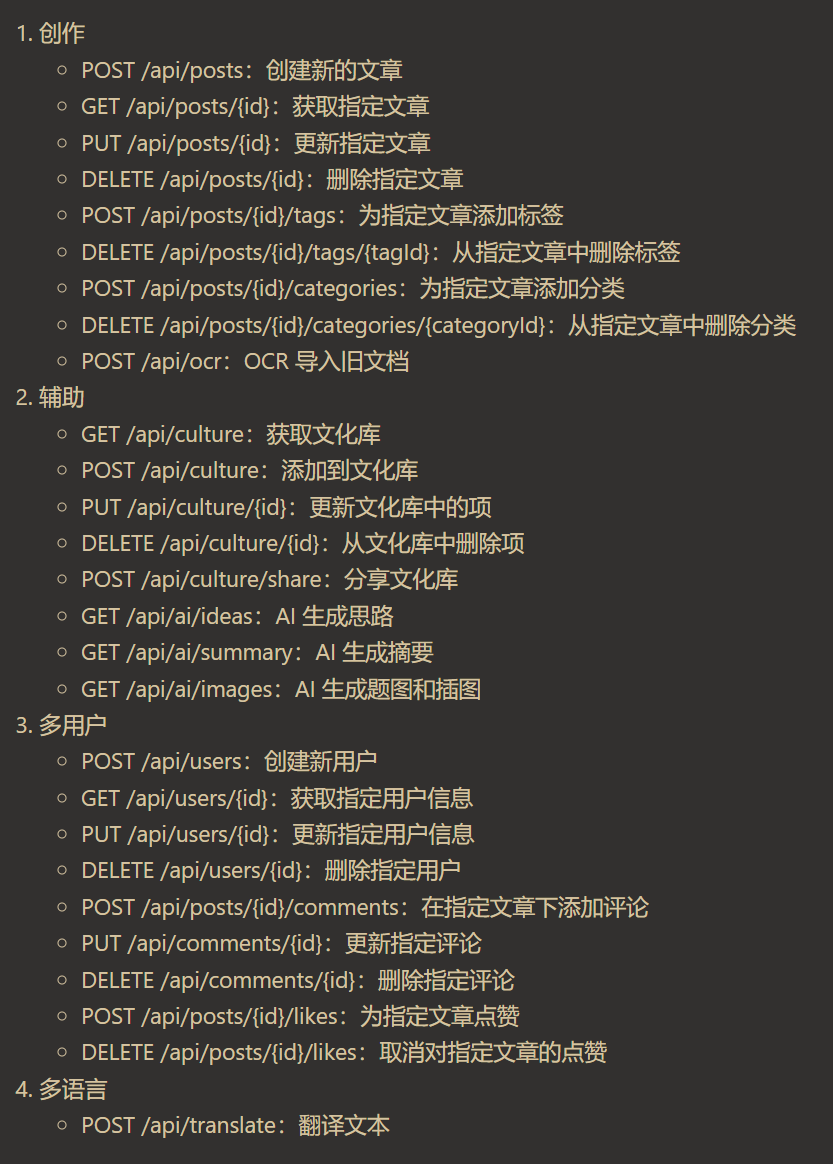 1. 创作
○ POST /api/posts：创建新的文章
○ GET /api/posts/{id}：获取指定文章
○ PUT /api/posts/{id}：更新指定文章
○ DELETE /api/posts/{id}：删除指定文章
○ POST /api/posts/{id}/tags：为指定文章添加标签
○ DELETE /api/posts/{id}/tags/{tagId}：从指定文章中删除标签
○ POST /api/posts/{id}/categories：为指定文章添加分类
○ DELETE /api/posts/{id}/categories/{categoryId}：从指定文章中删除分类
○ POST /api/ocr：OCR 导入旧文档
2. 辅助
○ GET /api/culture：获取文化库
○ POST /api/culture：添加到文化库
○ PUT /api/culture/{id}：更新文化库中的项
○ DELETE /api/culture/{id}：从文化库中删除项
○ POST /api/culture/share：分享文化库
○ GET /api/ai/ideas：AI 生成思路
○ GET /api/ai/summary：AI 生成摘要
○ GET /api/ai/images：AI 生成题图和插图
3. 多用户
○ POST /api/users：创建新用户
○ GET /api/users/{id}：获取指定用户信息
○ PUT /api/users/{id}：更新指定用户信息
○ DELETE /api/users/{id}：删除指定用户
○ POST /api/posts/{id}/comments：在指定文章下添加评论
○ PUT /api/comments/{id}：更新指定评论
○ DELETE /api/comments/{id}：删除指定评论
○ POST /api/posts/{id}/likes：为指定文章点赞
○ DELETE /api/posts/{id}/likes：取消对指定文章的点赞
4. 多语言
○ POST /api/translate：翻译文本